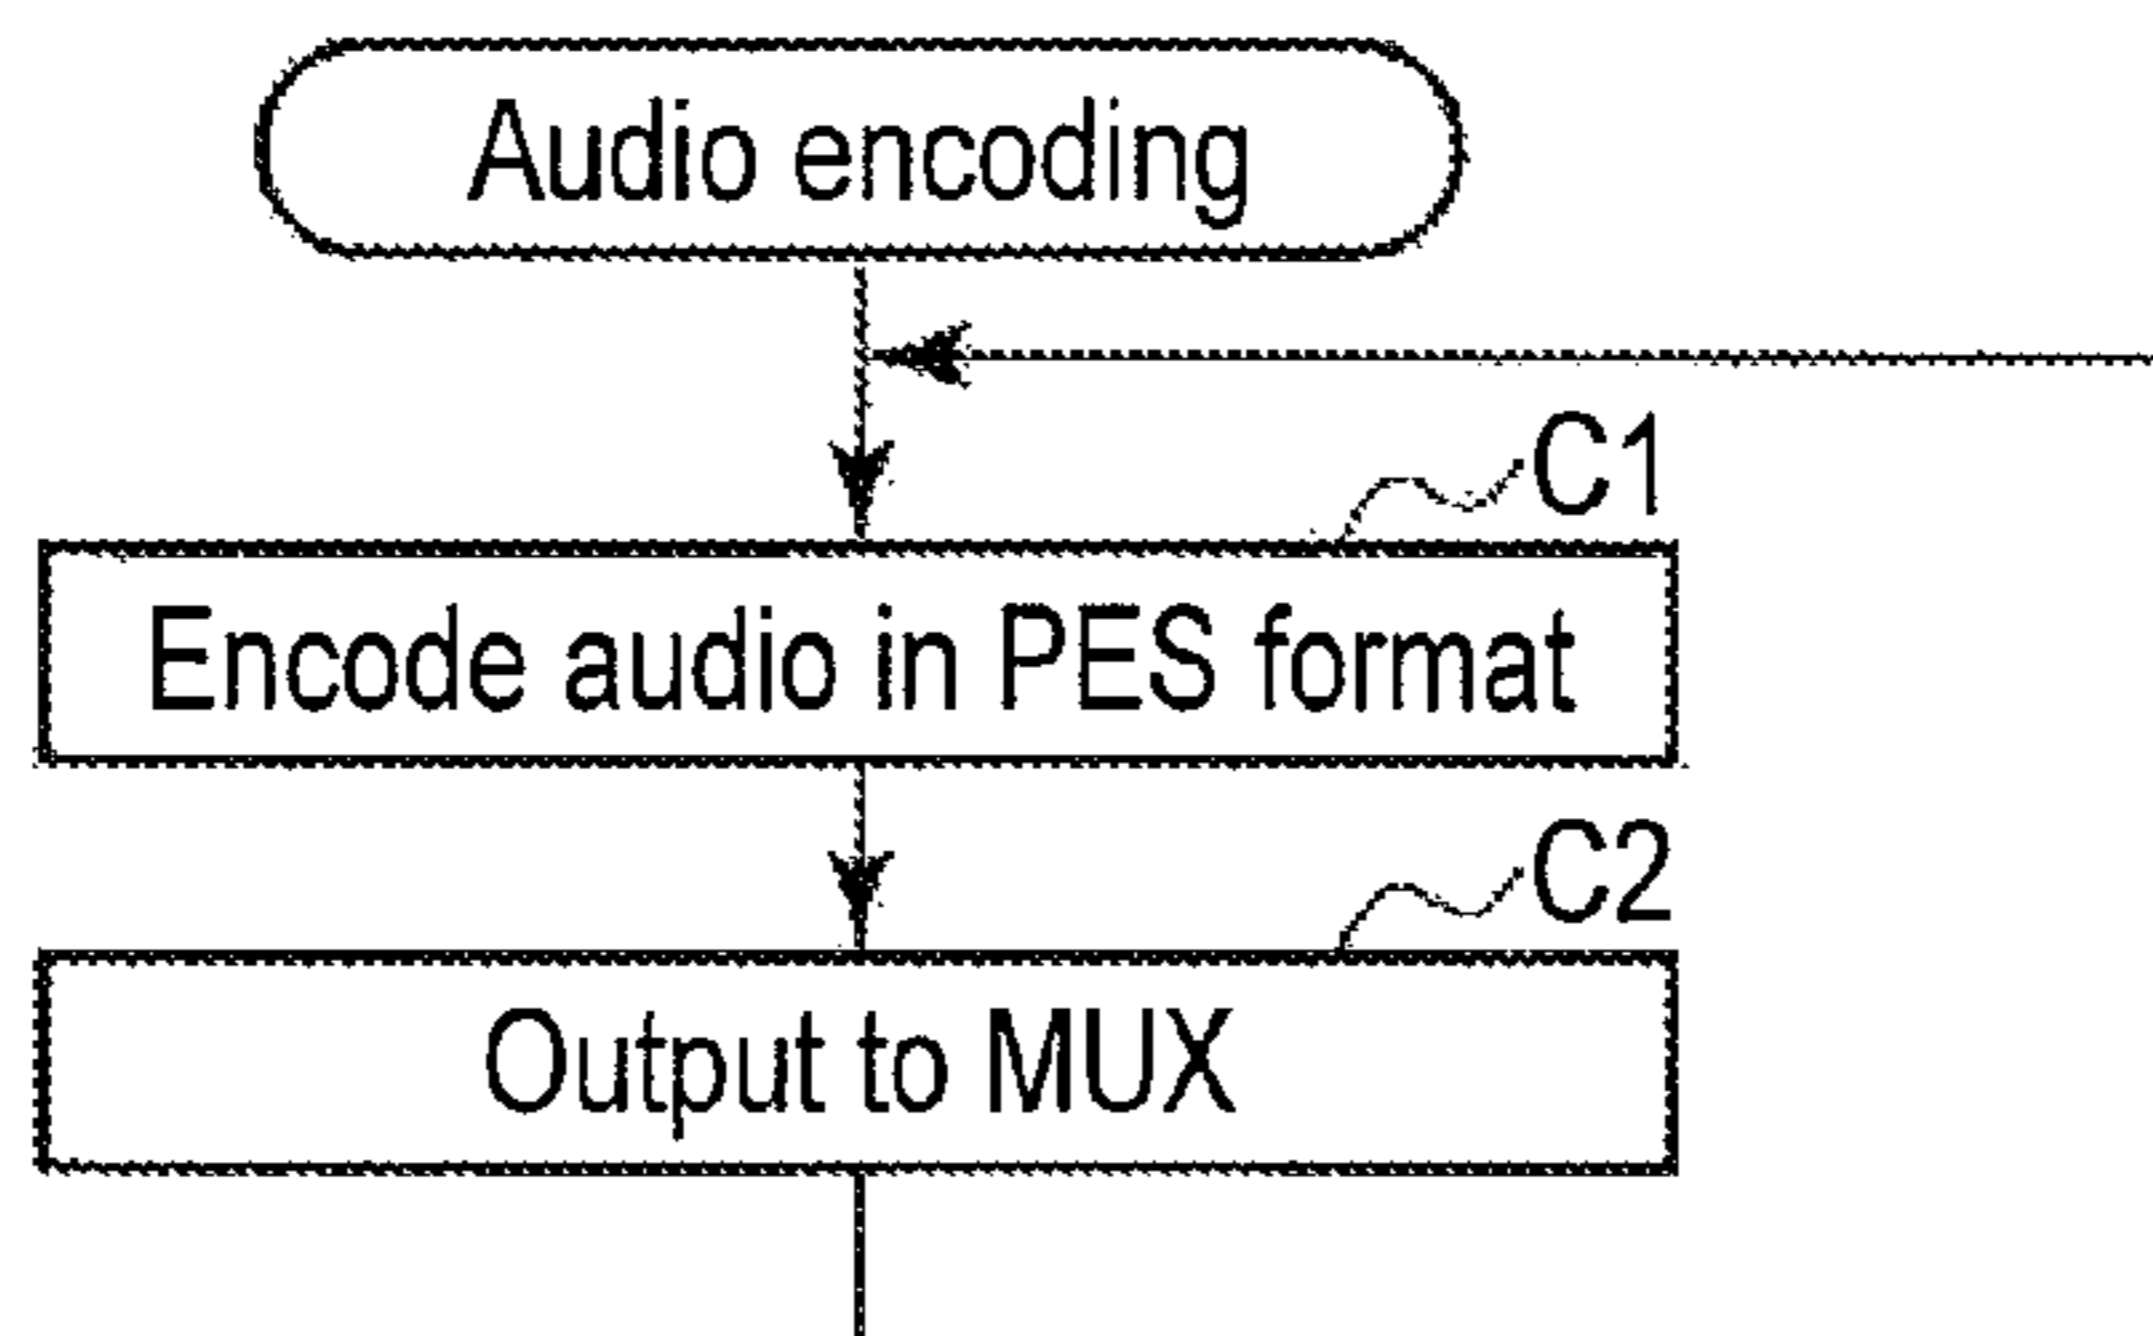 Audio encoding
C1
Encode audio in PES format
C2
Output to MUX